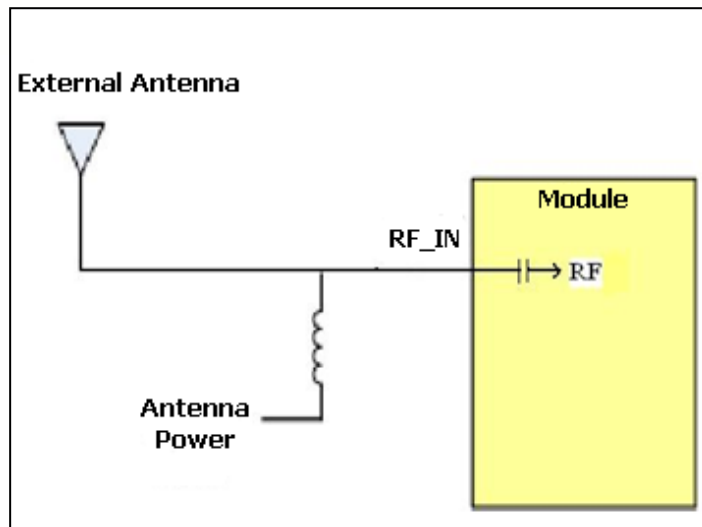 External Antenna
Module
RF_IN
RF
Antenna
Power